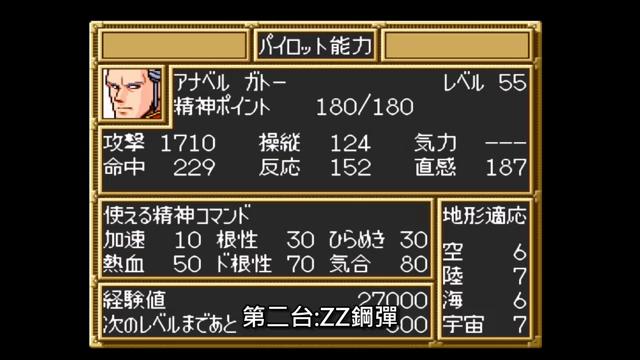 パイロット能力
アナベル ガトー レベル 55
精神ポイント 180/180
攻撃 1710 操縦 124 気力 ---
命中 229 反応 152 直感 187
使える精神コマンド
加速 10 根性 30 ひらめき 30
熱血 50 ド根性 70 気合 80
地形適応
空 6
陸 7
海 6
宇宙 7
経験値 27000
次のレベルまであと
第二台:ZZ鋼彈